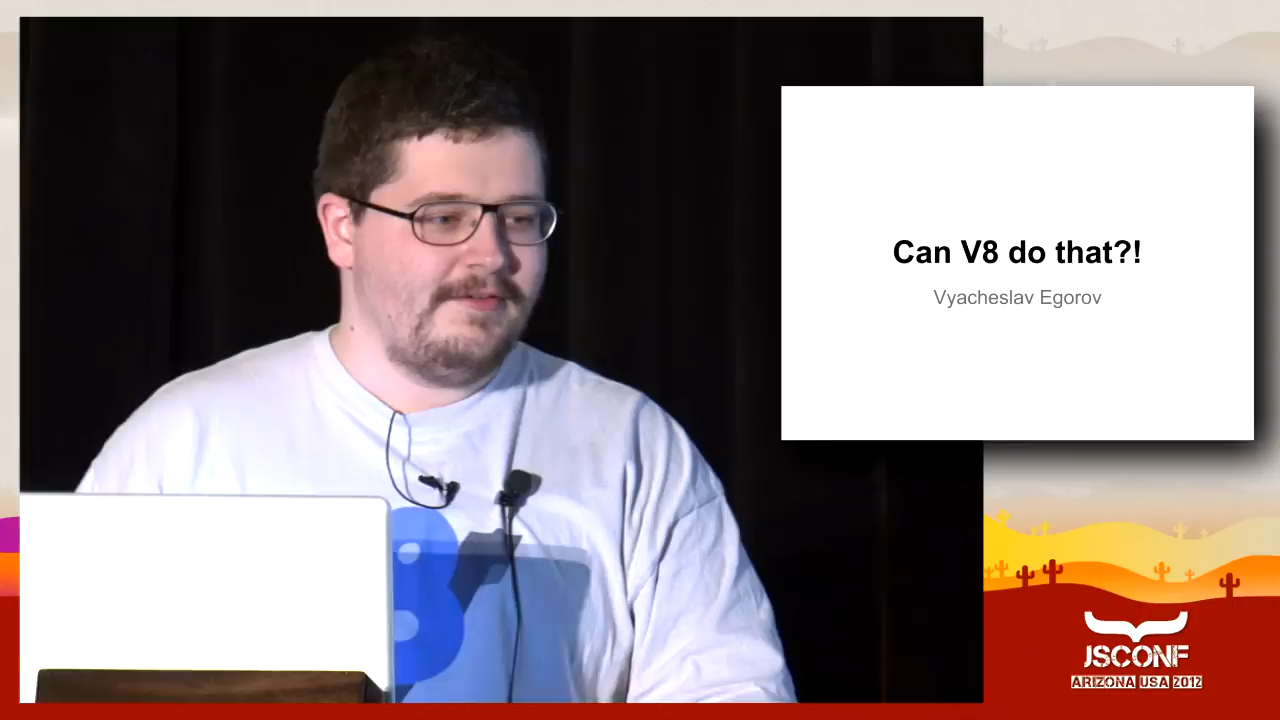 Can V8 do that?!
Vyacheslav Egorov
JSCONF
ARIZONA USA 2012